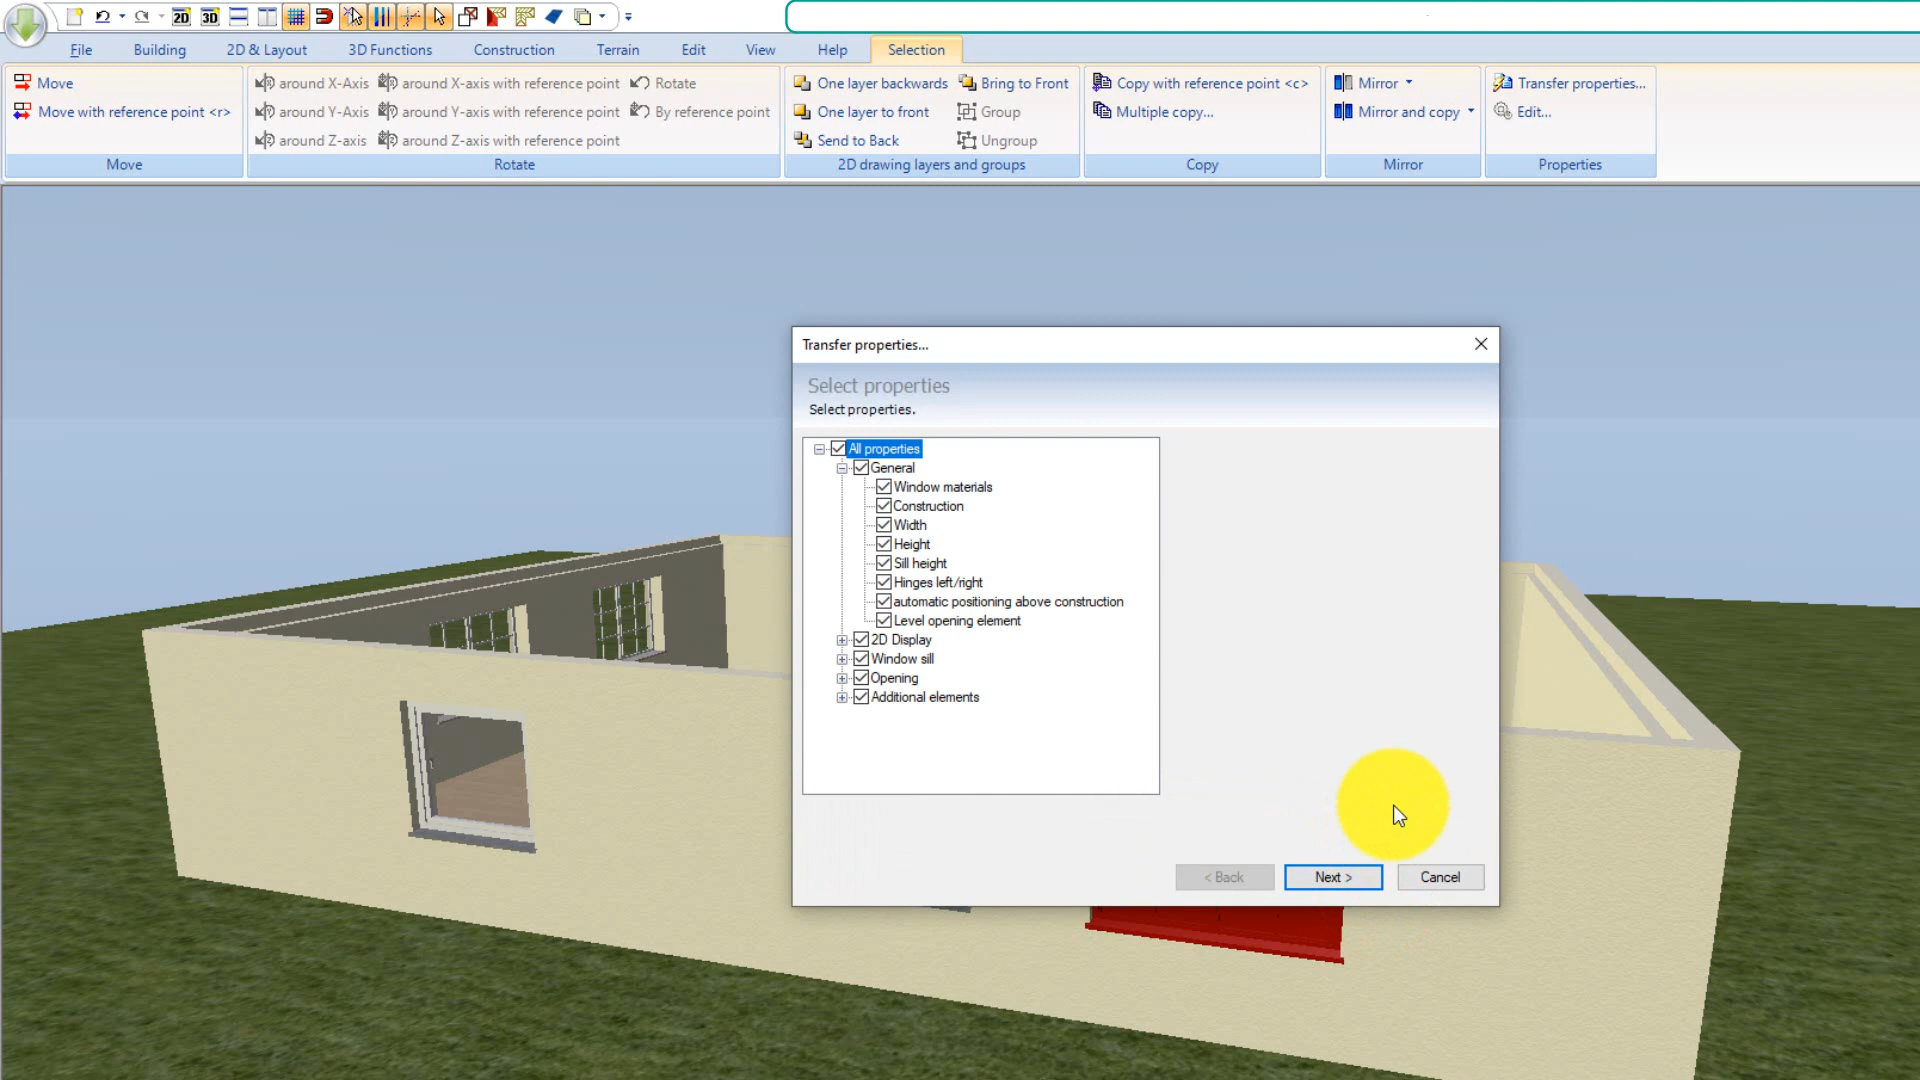 2D 3D
File Building 2D & Layout 3D Functions Construction Terrain Edit View Help Selection
Move around X-Axis around X-axis with reference point Rotate One layer backwards Bring to Front Copy with reference point <c> Mirror Transfer properties...
Move with reference point <r> around Y-Axis around Y-axis with reference point By reference point One layer to front Group Multiple copy... Mirror and copy Edit...
around Z-axis around Z-axis with reference point Send to Back Ungroup
Move Rotate 2D drawing layers and groups Copy Mirror Properties
Transfer properties...
Select properties
Select properties.
All properties
General
Window materials
Construction
Width
Height
Sill height
Hinges left/right
automatic positioning above construction
Level opening element
2D Display
Window sill
Opening
Additional elements
< Back Next > Cancel